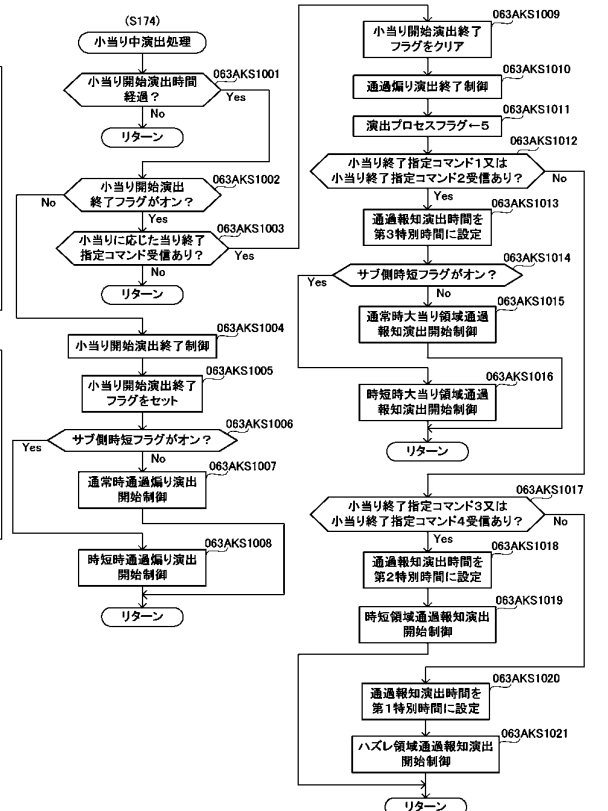 (S174)
小当り中演出処理
小当り開始演出時間
経過？
063AKS1001
Yes
No
リターン
小当り開始演出
終了フラグがオン？
063AKS1002
No
Yes
小当りに応じた当り終了
指定コマンド受信あり？
063AKS1003
Yes
No
リターン
小当り開始演出終了制御
063AKS1004
小当り開始演出終了
フラグをセット
063AKS1005
サブ側時短フラグがオン？
063AKS1006
Yes
No
通常時通過煽り演出
開始制御
063AKS1007
時短時通過煽り演出
開始制御
063AKS1008
リターン
小当り開始演出終了
フラグをクリア
063AKS1009
通過煽り演出終了制御
063AKS1010
演出プロセスフラグ←5
063AKS1011
小当り終了指定コマンド1又は
小当り終了指定コマンド2受信あり？
063AKS1012
No
Yes
通過報知演出時間を
第3特別時間に設定
063AKS1013
サブ側時短フラグがオン？
063AKS1014
Yes
No
通常時大当り領域通過
報知演出開始制御
063AKS1015
時短時大当り領域通過
報知演出開始制御
063AKS1016
リターン
小当り終了指定コマンド3又は
小当り終了指定コマンド4受信あり？
063AKS1017
No
Yes
通過報知演出時間を
第2特別時間に設定
063AKS1018
時短領域通過報知演出
開始制御
063AKS1019
通過報知演出時間を
第1特別時間に設定
063AKS1020
ハズレ領域通過報知演出
開始制御
063AKS1021
リターン